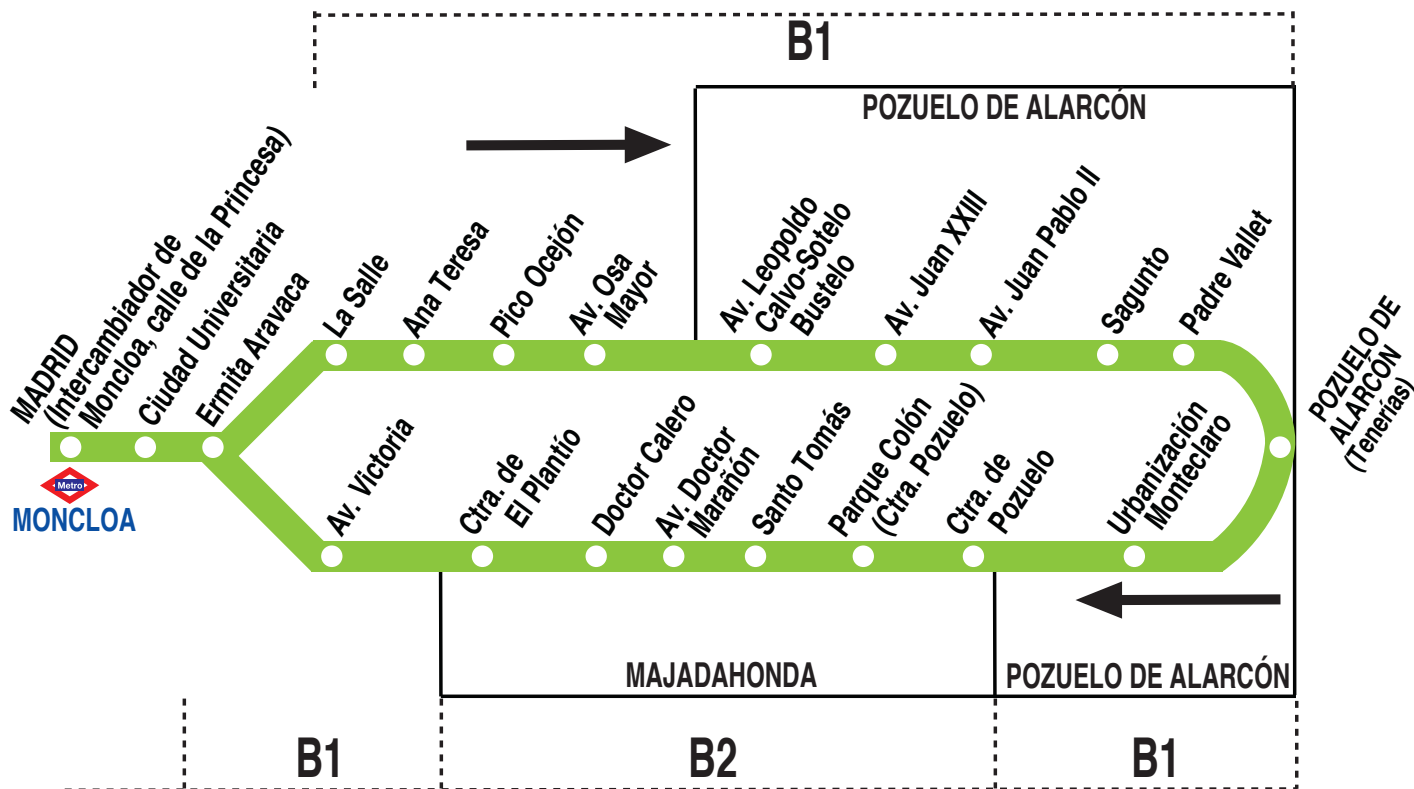 B1
POZUELO DE ALARCÓN
MADRID
(Intercambiador de
Moncloa, calle de la Princesa)
Ciudad Universitaria
Ermita Aravaca
La Salle
Ana Teresa
Pico Ocejón
Av. Osa
Mayor
Av. Leopoldo
Calvo-Sotelo
Bustelo
Av. Juan XXIII
Av. Juan Pablo II
Sagunto
Padre Vallet
POZUELO DE
ALARCÓN
(Tenerías)
Metro
MONCLOA
Av. Victoria
Ctra. de
El Plantío
Doctor Calero
Av. Doctor
Marañón
Santo Tomás
Parque Colón
(Ctra. Pozuelo)
Ctra. de
Pozuelo
Urbanización
Monteclaro
MAJADAHONDA
POZUELO DE ALARCÓN
B1
B2
B1